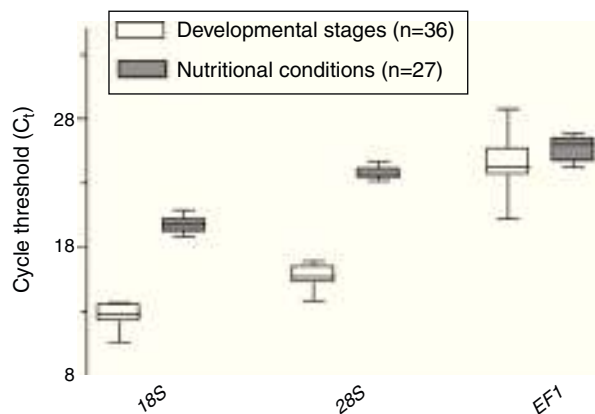 Developmental stages (n=36)
Nutritional conditions (n=27)
Cycle threshold (Ct)
28
18
8
18S
28S
EF1